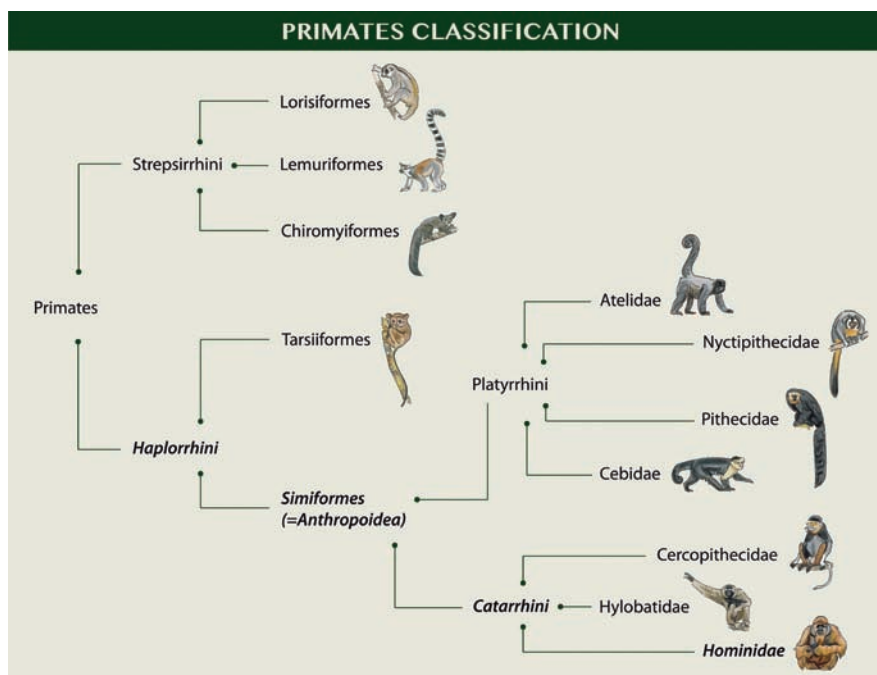 PRIMATES CLASSIFICATION
Lorisiformes
Strepsirrhini
Lemuriformes
Chiromyiformes
Primates
Tarsiiformes
Haplorrhini
Simiformes
(=Anthropoidea)
Atelidae
Nyctipithecidae
Platyrrhini
Pithecidae
Cebidae
Cercopithecidae
Catarrhini
Hylobatidae
Hominidae